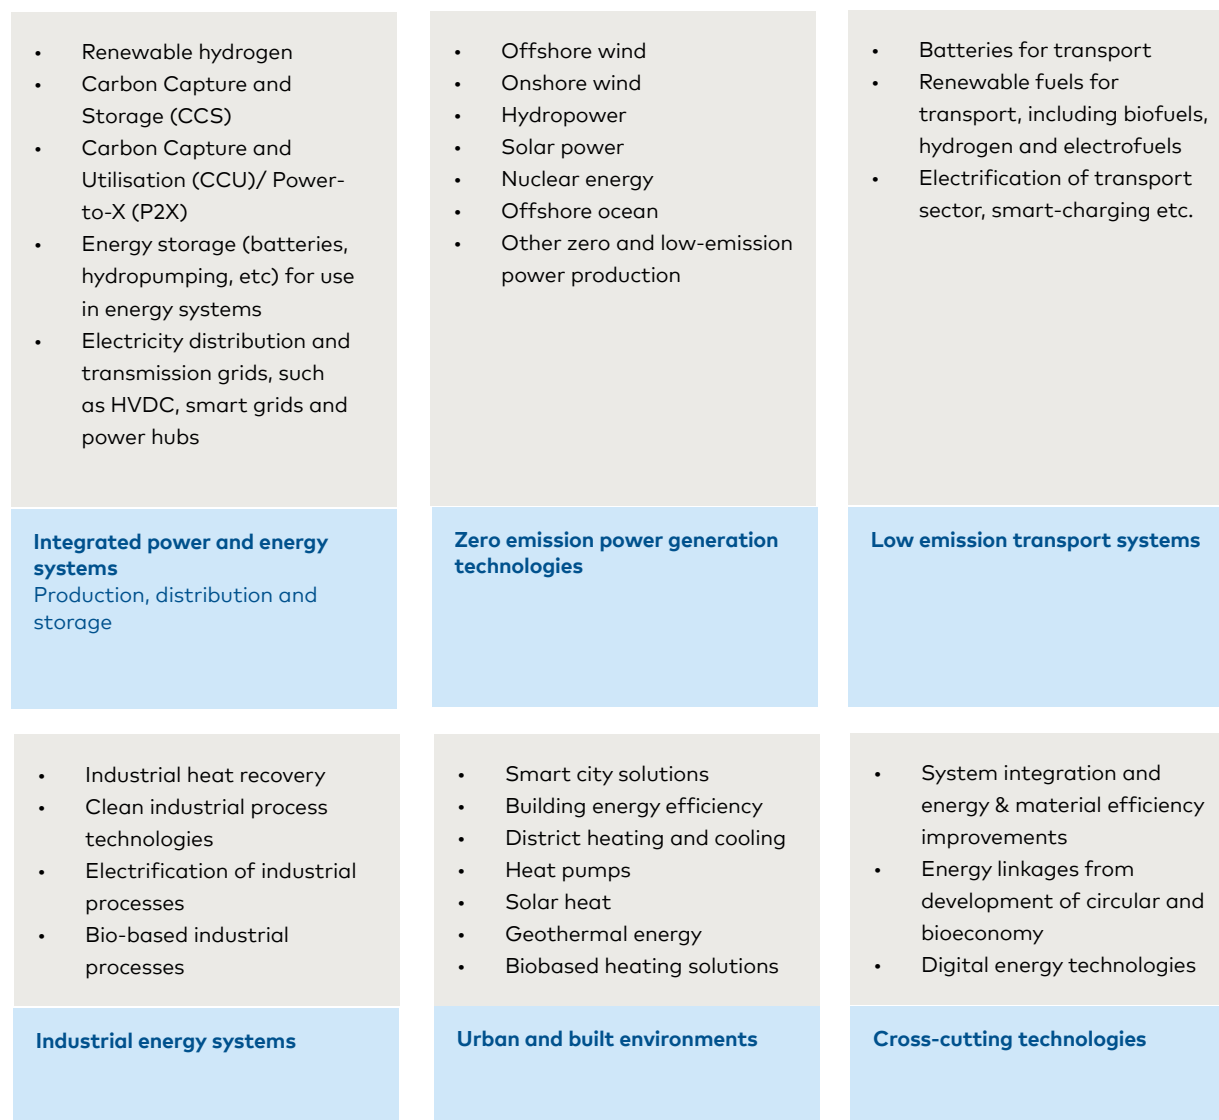 • Renewable hydrogen
• Carbon Capture and
Storage (CCS)
• Carbon Capture and
Utilisation (CCU)/ Power-
to-X (P2X)
• Energy storage (batteries,
hydropumping, etc) for use
in energy systems
• Electricity distribution and
transmission grids, such
as HVDC, smart grids and
power hubs
Integrated power and energy
systems
Production, distribution and
storage
• Offshore wind
• Onshore wind
• Hydropower
• Solar power
• Nuclear energy
• Offshore ocean
• Other zero and low-emission
power production
Zero emission power generation
technologies
• Batteries for transport
• Renewable fuels for
transport, including biofuels,
hydrogen and electrofuels
• Electrification of transport
sector, smart-charging etc.
Low emission transport systems
• Industrial heat recovery
• Clean industrial process
technologies
• Electrification of industrial
processes
• Bio-based industrial
processes
Industrial energy systems
• Smart city solutions
• Building energy efficiency
• District heating and cooling
• Heat pumps
• Solar heat
• Geothermal energy
• Biobased heating solutions
Urban and built environments
• System integration and
energy & material efficiency
improvements
• Energy linkages from
development of circular and
bioeconomy
• Digital energy technologies
Cross-cutting technologies